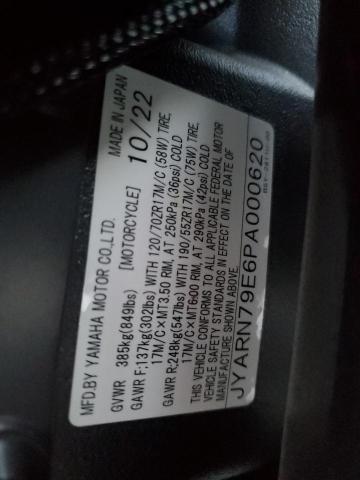 MFD.BY YAMAHA MOTOR CO.,LTD. MADE IN JAPAN
[MOTORCYCLE] 10/22
GVWR 385kg(849lbs)
GAWR F:137kg(302lbs) WITH 120/70ZR17M/C (58W) TIRE,
17M/C×MT3.50 RIM, AT 250kPa (36psi) COLD
GAWR R:248kg(547lbs) WITH 190/55ZR17M/C (75W) TIRE,
17M/C×MT6.00 RIM, AT 290kPa (42psi) COLD
THIS VEHICLE CONFORMS TO ALL APPLICABLE FEDERAL MOTOR
VEHICLE SAFETY STANDARDS IN EFFECT ON THE DATE OF
MANUFACTURE SHOWN ABOVE.
JYARN79E6PA000620